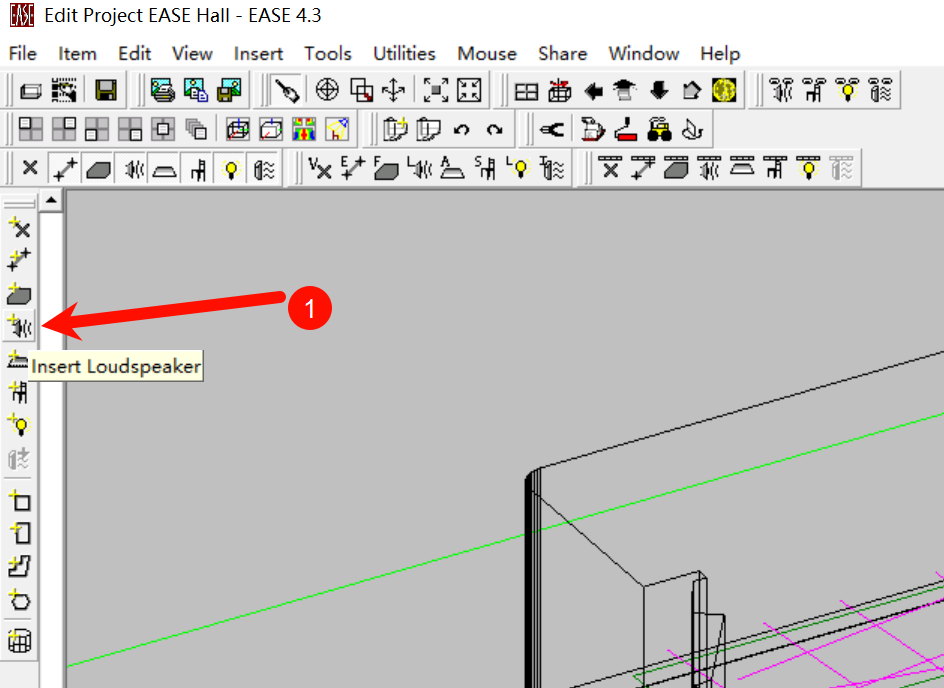 EASE Edit Project EASE Hall - EASE 4.3
File Item Edit View Insert Tools Utilities Mouse Share Window Help
V E F L A S L T
1
Insert Loudspeaker